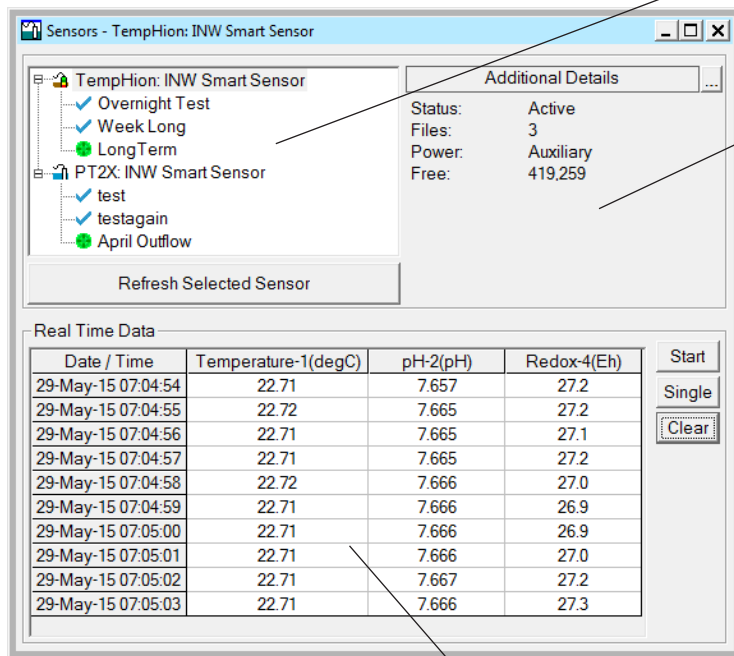 Sensors - TempHion: INW Smart Sensor
TempHion: INW Smart Sensor
Overnight Test
Week Long
LongTerm
PT2X: INW Smart Sensor
test
testagain
April Outflow
Refresh Selected Sensor
Additional Details ...
Status: Active
Files: 3
Power: Auxiliary
Free: 419,259
Real Time Data
Date / Time Temperature-1(degC) pH-2(pH) Redox-4(Eh)
29-May-15 07:04:54 22.71 7.657 27.2
29-May-15 07:04:55 22.72 7.665 27.2
29-May-15 07:04:56 22.71 7.665 27.1
29-May-15 07:04:57 22.71 7.665 27.2
29-May-15 07:04:58 22.72 7.666 27.0
29-May-15 07:04:59 22.71 7.666 26.9
29-May-15 07:05:00 22.71 7.666 26.9
29-May-15 07:05:01 22.71 7.666 27.0
29-May-15 07:05:02 22.71 7.667 27.2
29-May-15 07:05:03 22.71 7.666 27.3
Start
Single
Clear